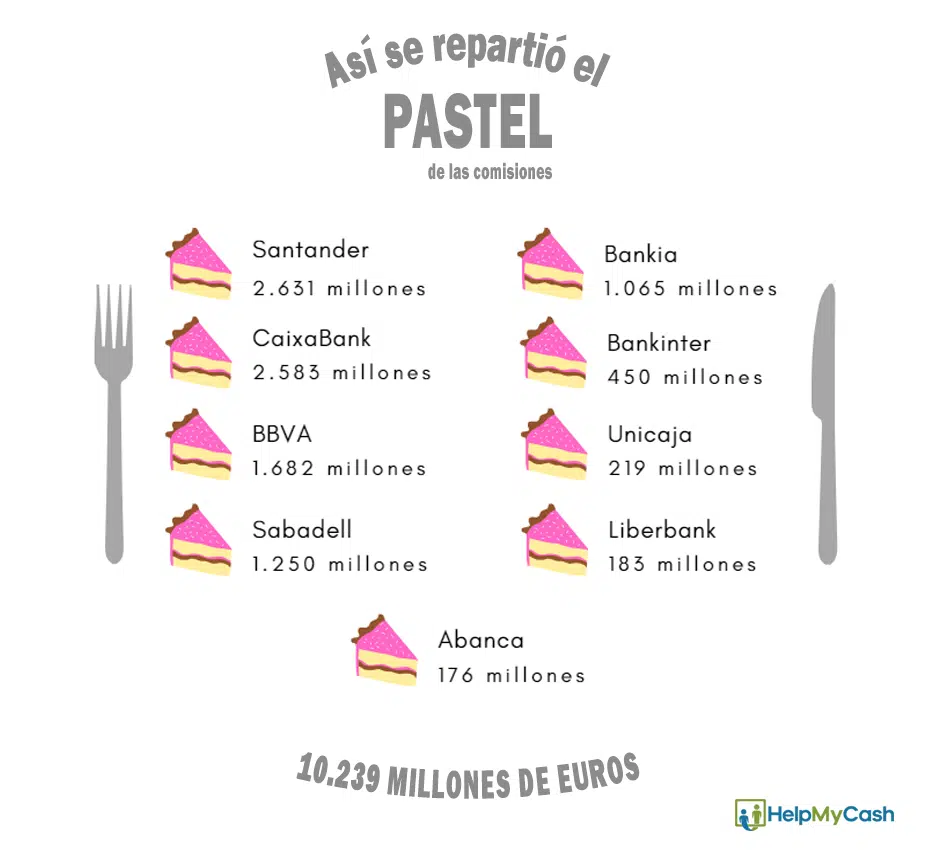 Así se repartió el
PASTEL
de las comisiones
Santander
2.631 millones
CaixaBank
2.583 millones
BBVA
1.682 millones
Sabadell
1.250 millones
Bankia
1.065 millones
Bankinter
450 millones
Unicaja
219 millones
Liberbank
183 millones
Abanca
176 millones
10.239 MILLONES DE EUROS
HelpMyCash